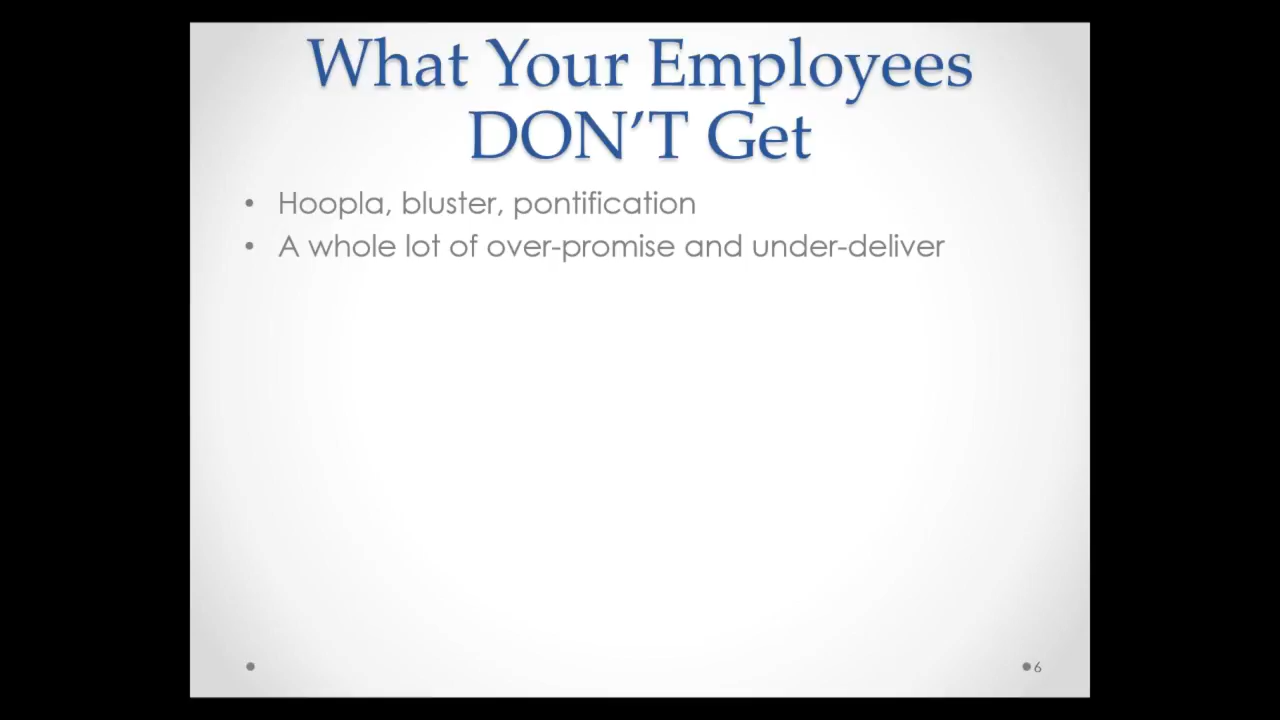 What Your Employees
DON’T Get
• Hoopla, bluster, pontification
• A whole lot of over-promise and under-deliver
6